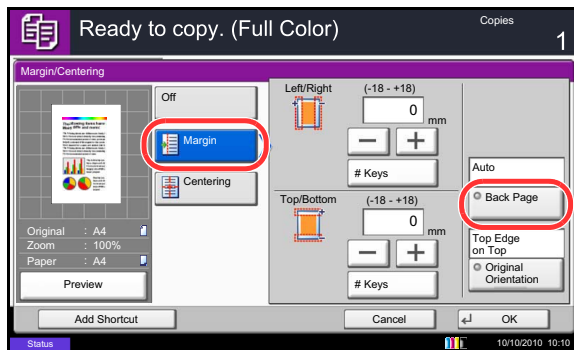 Ready to copy. (Full Color)
Copies
1
Margin/Centering
Off
Margin
Centering
Left/Right
(-18 - +18)
0
mm
# Keys
Top/Bottom
(-18 - +18)
0
mm
# Keys
Auto
Back Page
Top Edge
on Top
Original
Orientation
Original : A4
Zoom : 100%
Paper : A4
Preview
Add Shortcut
Cancel
OK
Status
10/10/2010 10:10